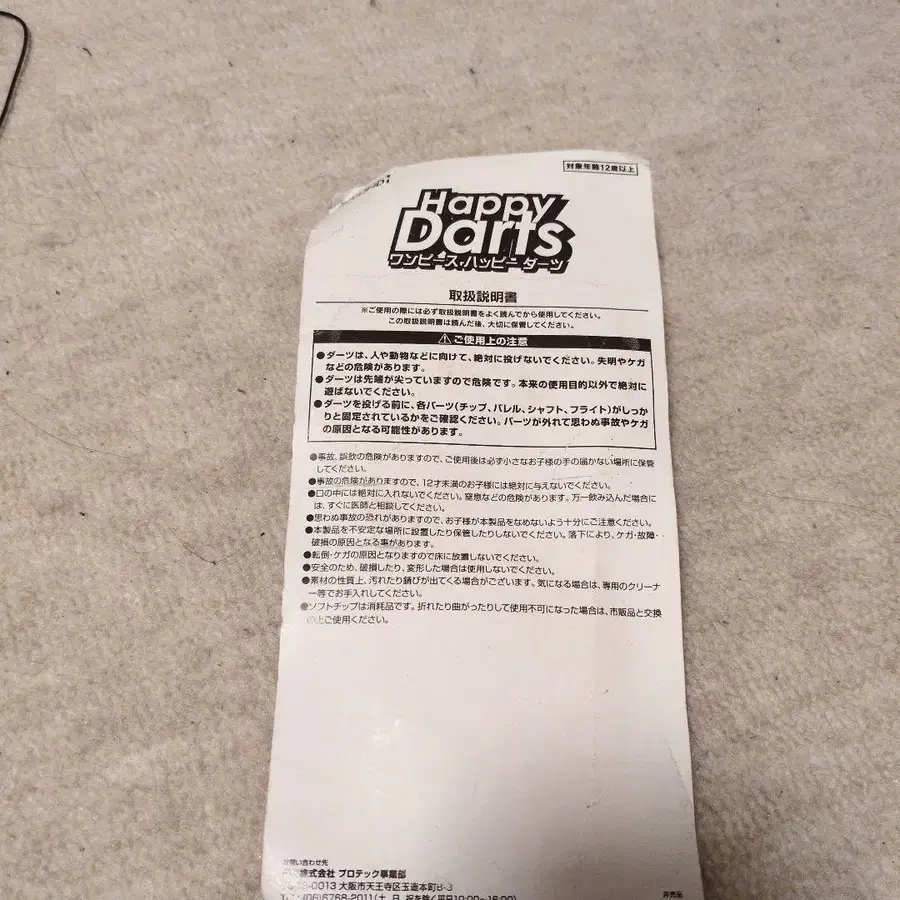 対象年齢12歳以上
Happy
Darts
ワンピース・ハッピー ダーツ
取扱説明書
※ご使用の際には必ず取扱説明書をよく読んでから使用してください。
この取扱説明書は読んだ後、大切に保管してください。
⚠ご使用上の注意
●ダーツは、人や動物などに向けて、絶対に投げないでください。失明やケガ
などの危険があります。
●ダーツは先端が尖っていますので危険です。本来の使用目的以外で絶対に
遊ばないでください。
●ダーツを投げる前に、各パーツ(チップ、バレル、シャフト、フライト)がしっか
りと固定されているかをご確認ください。パーツが外れて思わぬ事故やケガ
の原因となる可能性があります。
●事故、誤飲の危険がありますので、ご使用後は必ず小さなお子様の手の届かない場所に保管
してください。
●事故の危険がありますので、12才未満のお子様には絶対に与えないでください。
●口の中には絶対に入れないでください。窒息などの危険があります。万一飲み込んだ場合に
は、すぐに医師と相談してください。
●思わぬ事故の恐れがありますので、お子様が本製品をなめないよう十分にご注意ください。
●本製品を不安定な場所に設置したり保管したりしないでください。落下により、ケガ・故障・
破損の原因となる事があります。
●転倒・ケガの原因となりますので床に放置しないでください。
●安全のため、破損したり、変形した場合は使用しないでください。
●素材の性質上、汚れたり錆びが出てくる場合がございます。気になる場合は、専用のクリーナ
ー等でお手入れしてください。
●ソフトチップは消耗品です。折れたり曲がったりして使用不可になった場合は、市販品と交換
の上ご使用ください。
お問い合わせ先
株式会社 プロテック事業部
-0013 大阪市天王寺区玉造本町8-3
TEL:(06)6768-2011(土、日、祝を除く平日10:00~16:00)
非売品